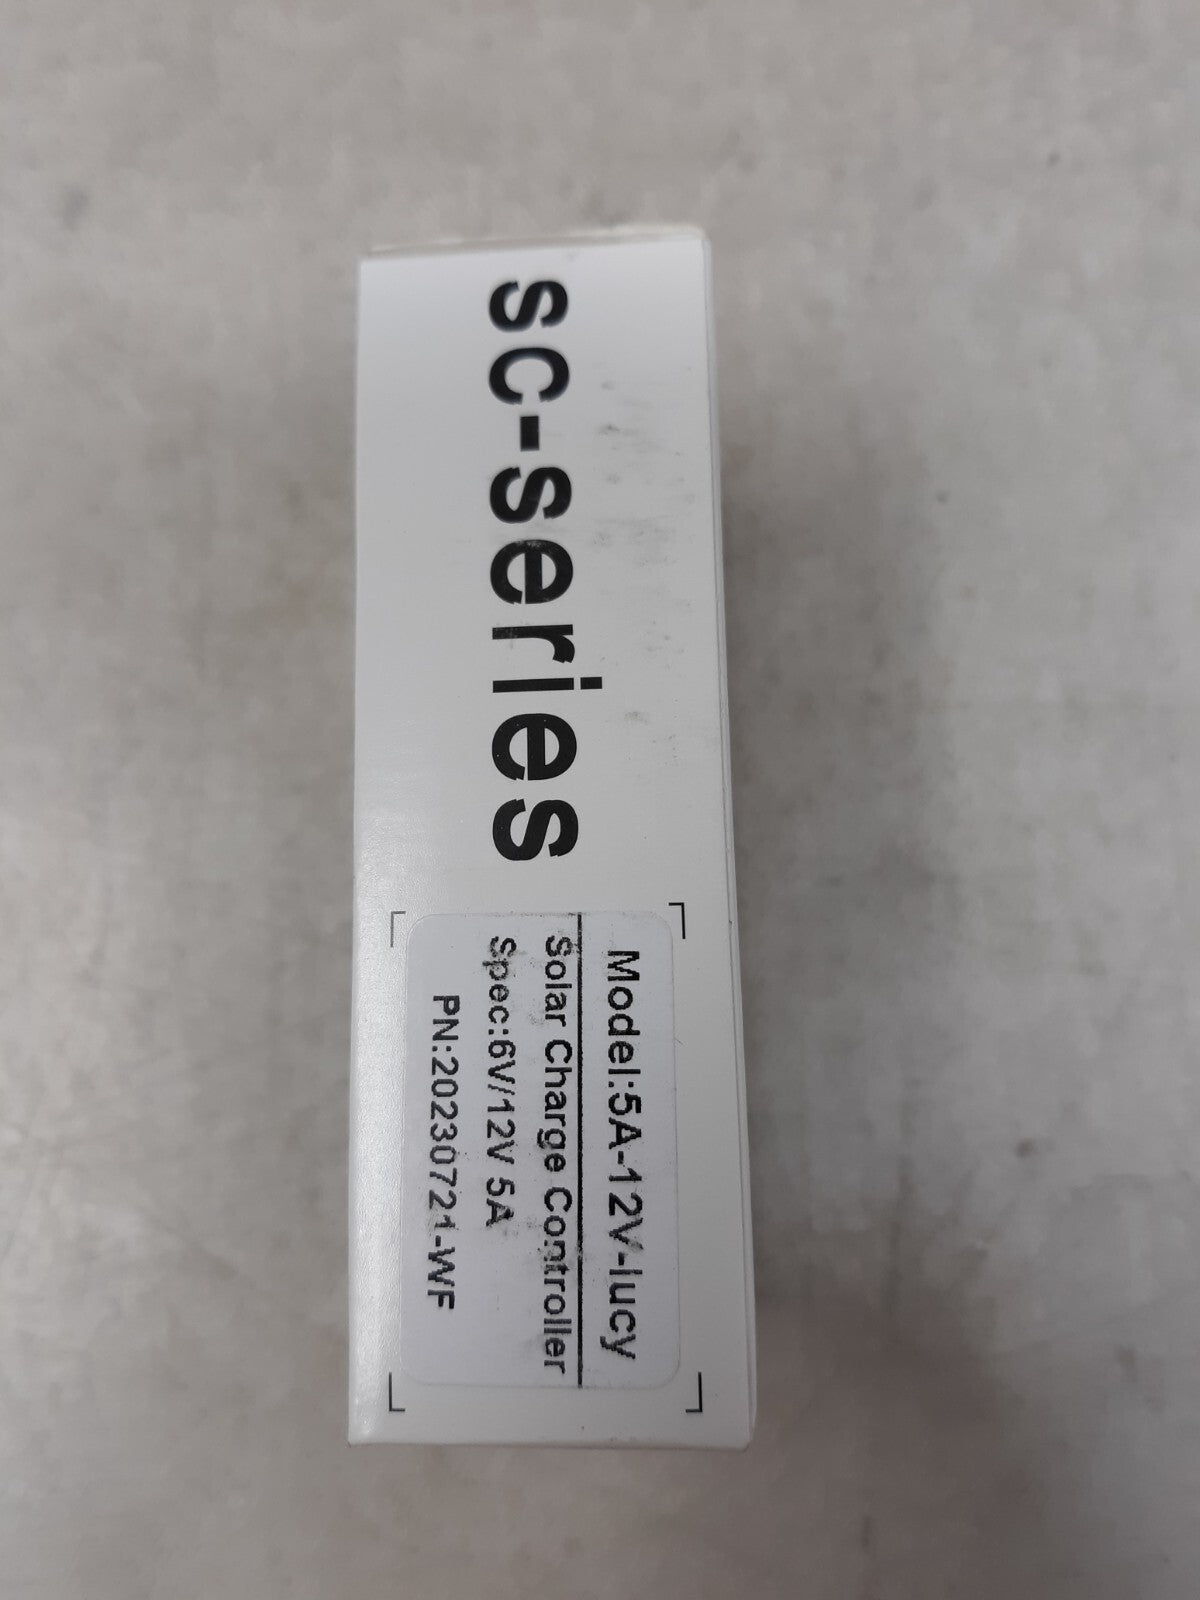 sc-series
Model:5A-12V-lucy
Solar Charge Controller
Spec:6V/12V 5A
PN:20230721-WF